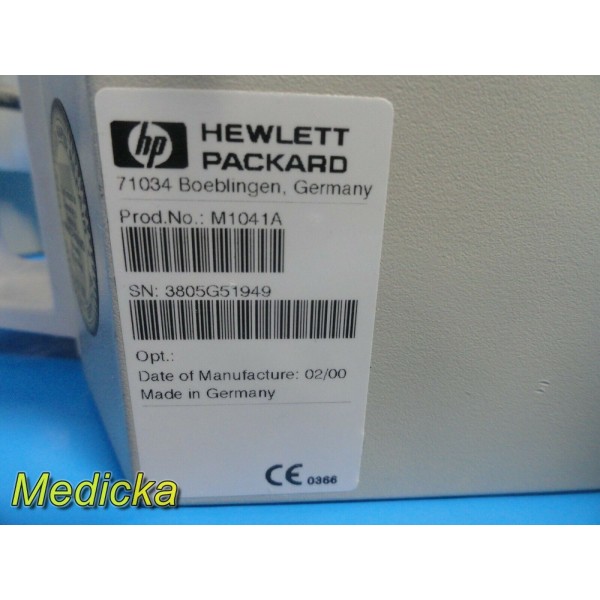 hp HEWLETT
PACKARD
71034 Boeblingen, Germany
Prod.No.: M1041A
SN: 3805G51949
Opt.:
Date of Manufacture: 02/00
Made in Germany
CE 0366
Medicka